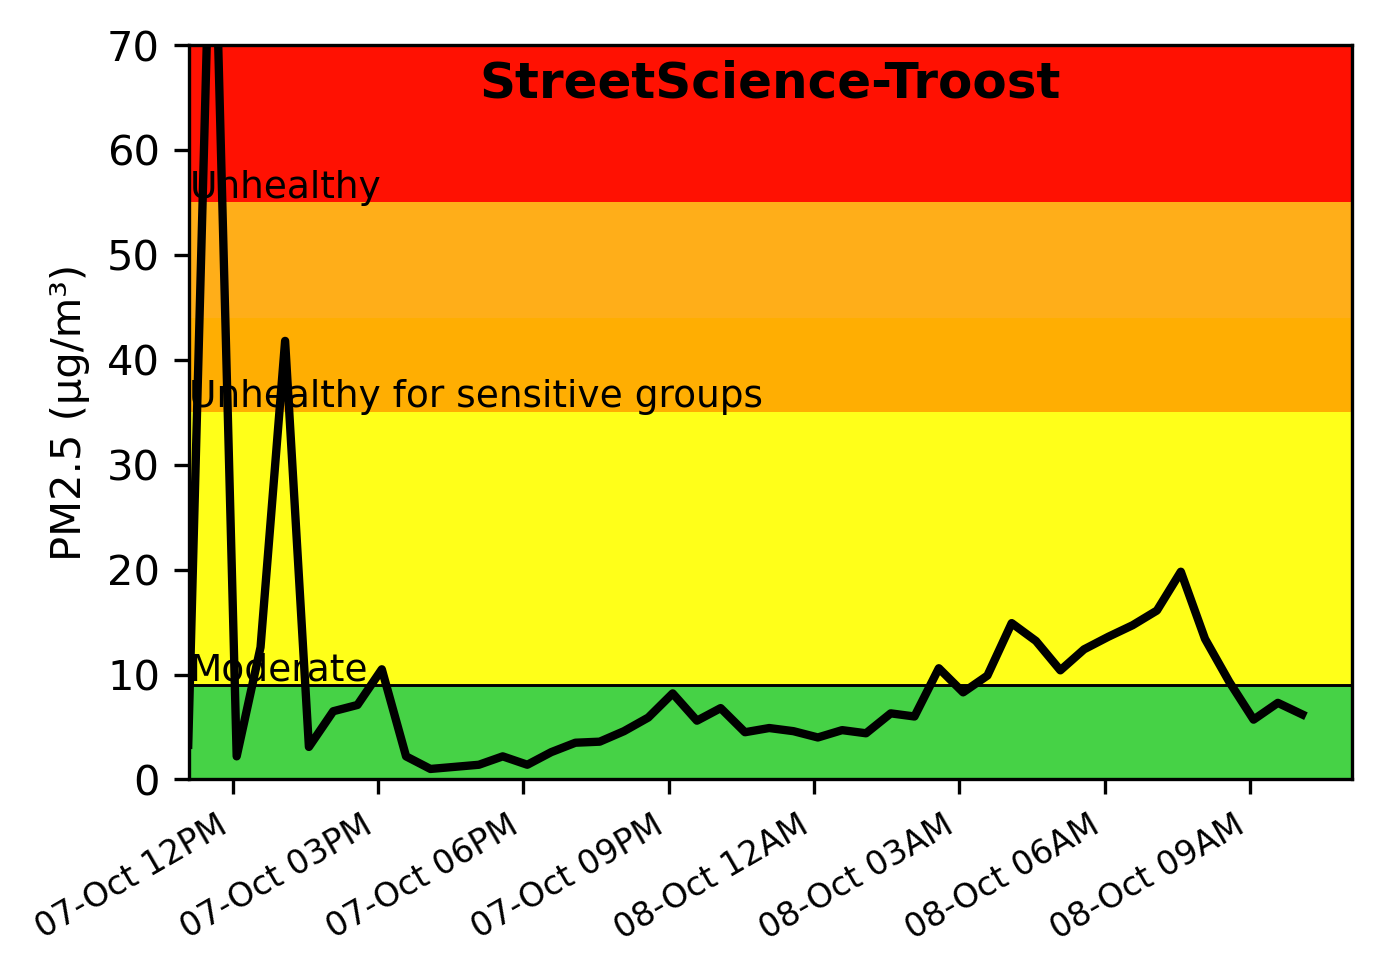 StreetScience-Troost
PM2.5 (µg/m³)
70
60
Unhealthy
50
40
Unhealthy for sensitive groups
30
20
10
Moderate
0
07-Oct 12PM
07-Oct 03PM
07-Oct 06PM
07-Oct 09PM
08-Oct 12AM
08-Oct 03AM
08-Oct 06AM
08-Oct 09AM